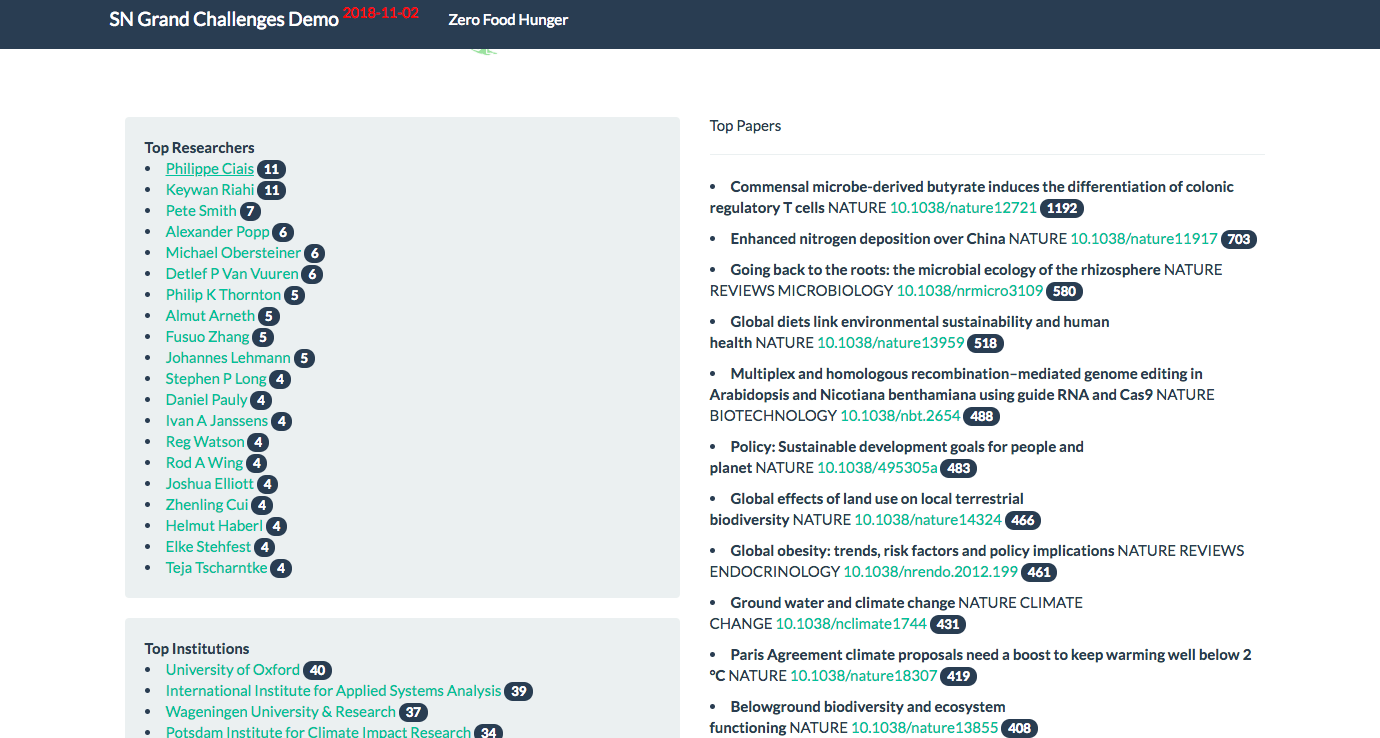 SN Grand Challenges Demo 2018-11-02 Zero Food Hunger
Top Researchers
• Philippe Ciais 11
• Keywan Riahi 11
• Pete Smith 7
• Alexander Popp 6
• Michael Obersteiner 6
• Detlef P Van Vuuren 6
• Philip K Thornton 5
• Almut Arneth 5
• Fusuo Zhang 5
• Johannes Lehmann 5
• Stephen P Long 4
• Daniel Pauly 4
• Ivan A Janssens 4
• Reg Watson 4
• Rod A Wing 4
• Joshua Elliott 4
• Zhenling Cui 4
• Helmut Haberl 4
• Elke Stehfest 4
• Teja Tscharntke 4
Top Institutions
• University of Oxford 40
• International Institute for Applied Systems Analysis 39
• Wageningen University & Research 37
• Potsdam Institute for Climate Impact Research 34
Top Papers
• Commensal microbe-derived butyrate induces the differentiation of colonic
regulatory T cells NATURE 10.1038/nature12721 1192
• Enhanced nitrogen deposition over China NATURE 10.1038/nature11917 703
• Going back to the roots: the microbial ecology of the rhizosphere NATURE
REVIEWS MICROBIOLOGY 10.1038/nrmicro3109 580
• Global diets link environmental sustainability and human
health NATURE 10.1038/nature13959 518
• Multiplex and homologous recombination–mediated genome editing in
Arabidopsis and Nicotiana benthamiana using guide RNA and Cas9 NATURE
BIOTECHNOLOGY 10.1038/nbt.2654 488
• Policy: Sustainable development goals for people and
planet NATURE 10.1038/495305a 483
• Global effects of land use on local terrestrial
biodiversity NATURE 10.1038/nature14324 466
• Global obesity: trends, risk factors and policy implications NATURE REVIEWS
ENDOCRINOLOGY 10.1038/nrendo.2012.199 461
• Ground water and climate change NATURE CLIMATE
CHANGE 10.1038/nclimate1744 431
• Paris Agreement climate proposals need a boost to keep warming well below 2
°C NATURE 10.1038/nature18307 419
• Belowground biodiversity and ecosystem
functioning NATURE 10.1038/nature13855 408